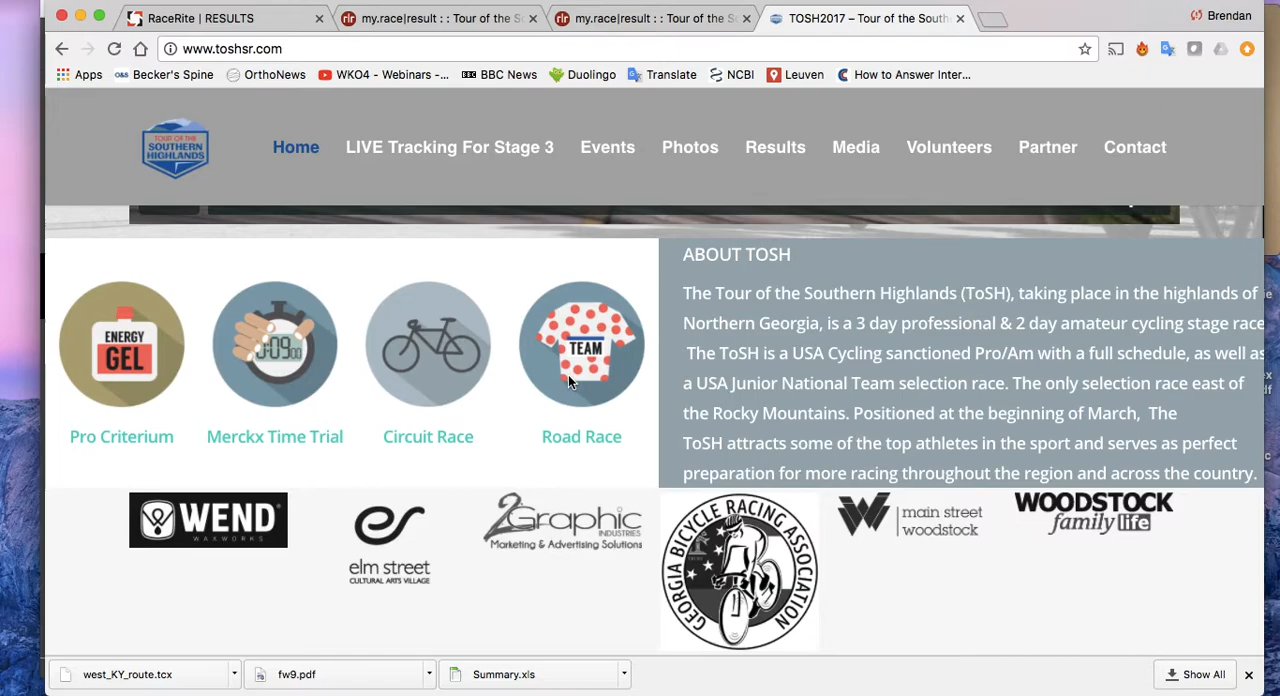 RaceRite | RESULTS
my.race|result : : Tour of the S
my.race|result : : Tour of the S
TOSH2017 – Tour of the South
Brendan
www.toshsr.com
Apps
Becker's Spine
OrthoNews
WKO4 - Webinars -...
BBC News
Duolingo
Translate
NCBI
Leuven
How to Answer Inter...
TOUR OF THE
SOUTHERN
HIGHLANDS
Home
LIVE Tracking For Stage 3
Events
Photos
Results
Media
Volunteers
Partner
Contact
ENERGY
GEL
TEAM
Pro Criterium
Merckx Time Trial
Circuit Race
Road Race
ABOUT TOSH
The Tour of the Southern Highlands (ToSH), taking place in the highlands of
Northern Georgia, is a 3 day professional & 2 day amateur cycling stage race
The ToSH is a USA Cycling sanctioned Pro/Am with a full schedule, as well as
a USA Junior National Team selection race. The only selection race east of
the Rocky Mountains. Positioned at the beginning of March, The
ToSH attracts some of the top athletes in the sport and serves as perfect
preparation for more racing throughout the region and across the country.
WEND
WAXWORKS
elm street
CULTURAL ARTS VILLAGE
2Graphic
INDUSTRIES
Marketing & Advertising Solutions
GEORGIA BICYCLE RACING ASSOCIATION
main street
woodstock
WOODSTOCK
family life
west_KY_route.tcx
fw9.pdf
Summary.xls
Show All